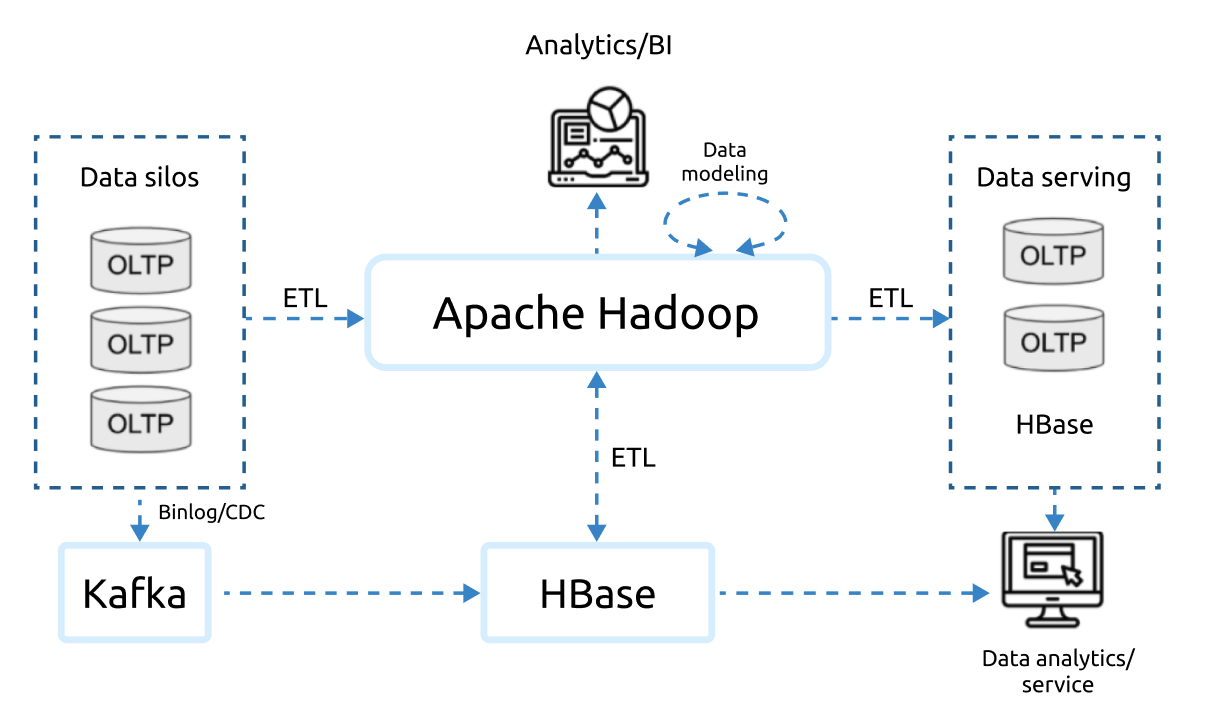 Analytics/BI
Data
modeling
Data silos
OLTP
OLTP
OLTP
ETL
Apache Hadoop
ETL
Data serving
OLTP
OLTP
HBase
ETL
Binlog/CDC
Kafka
HBase
Data analytics/
service